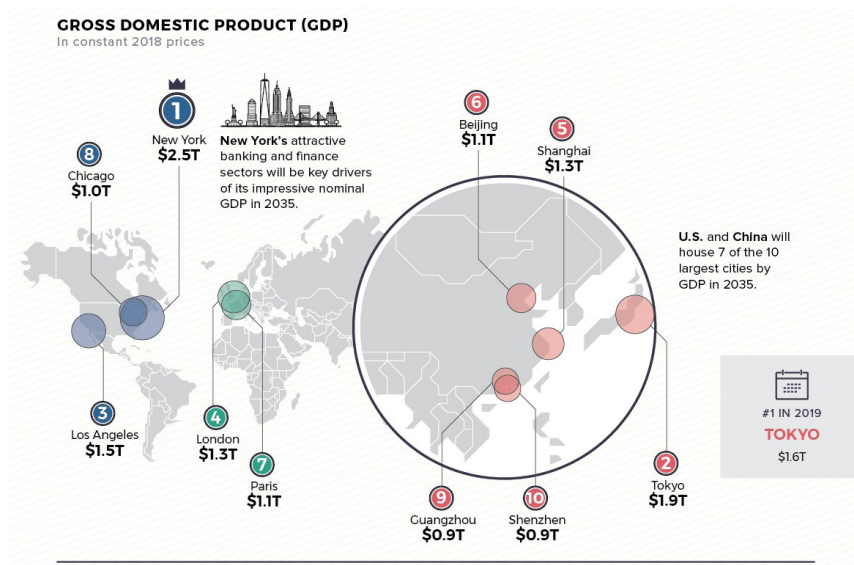 GROSS DOMESTIC PRODUCT (GDP)
In constant 2018 prices
1
New York
$2.5T
New York's attractive
banking and finance
sectors will be key drivers
of its impressive nominal
GDP in 2035.
8
Chicago
$1.0T
6
Beijing
$1.1T
5
Shanghai
$1.3T
U.S. and China will
house 7 of the 10
largest cities by
GDP in 2035.
3
Los Angeles
$1.5T
4
London
$1.3T
7
Paris
$1.1T
9
Guangzhou
$0.9T
10
Shenzhen
$0.9T
2
Tokyo
$1.9T
#1 IN 2019
TOKYO
$1.6T